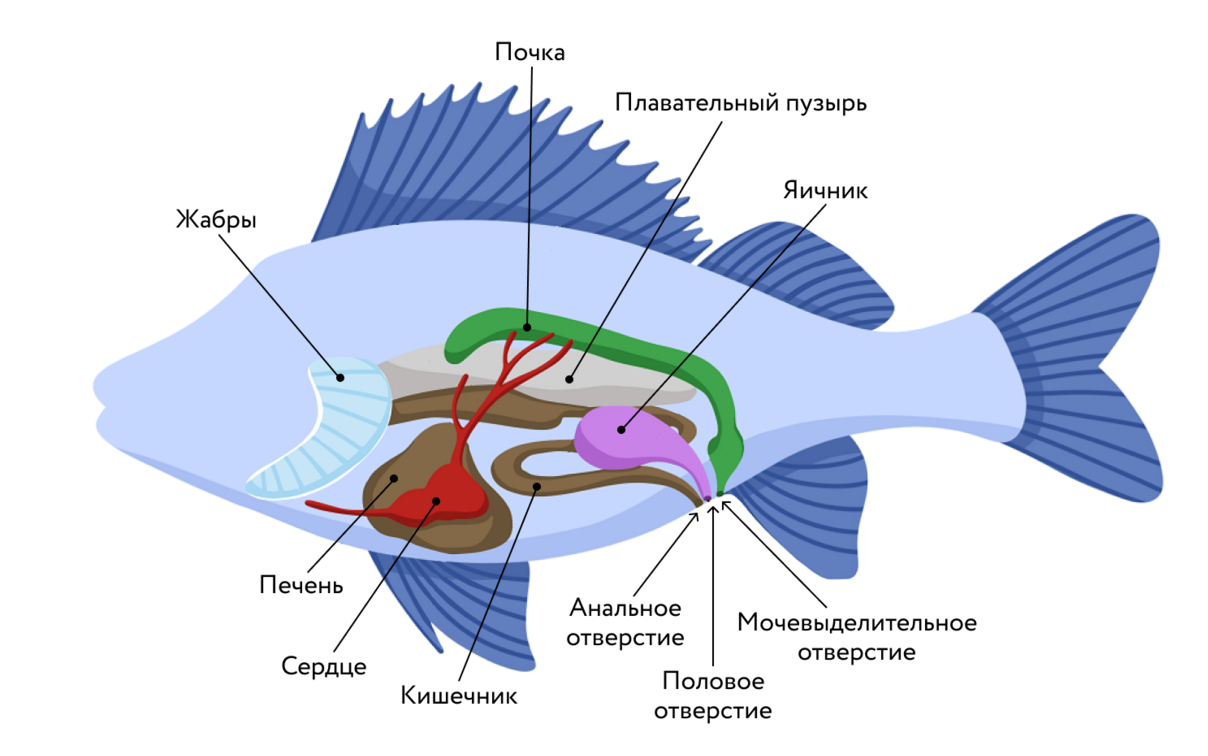 Почка
Плавательный пузырь
Яичник
Жабры
Печень
Анальное
отверстие
Мочевыделительное
отверстие
Сердце
Кишечник
Половое
отверстие